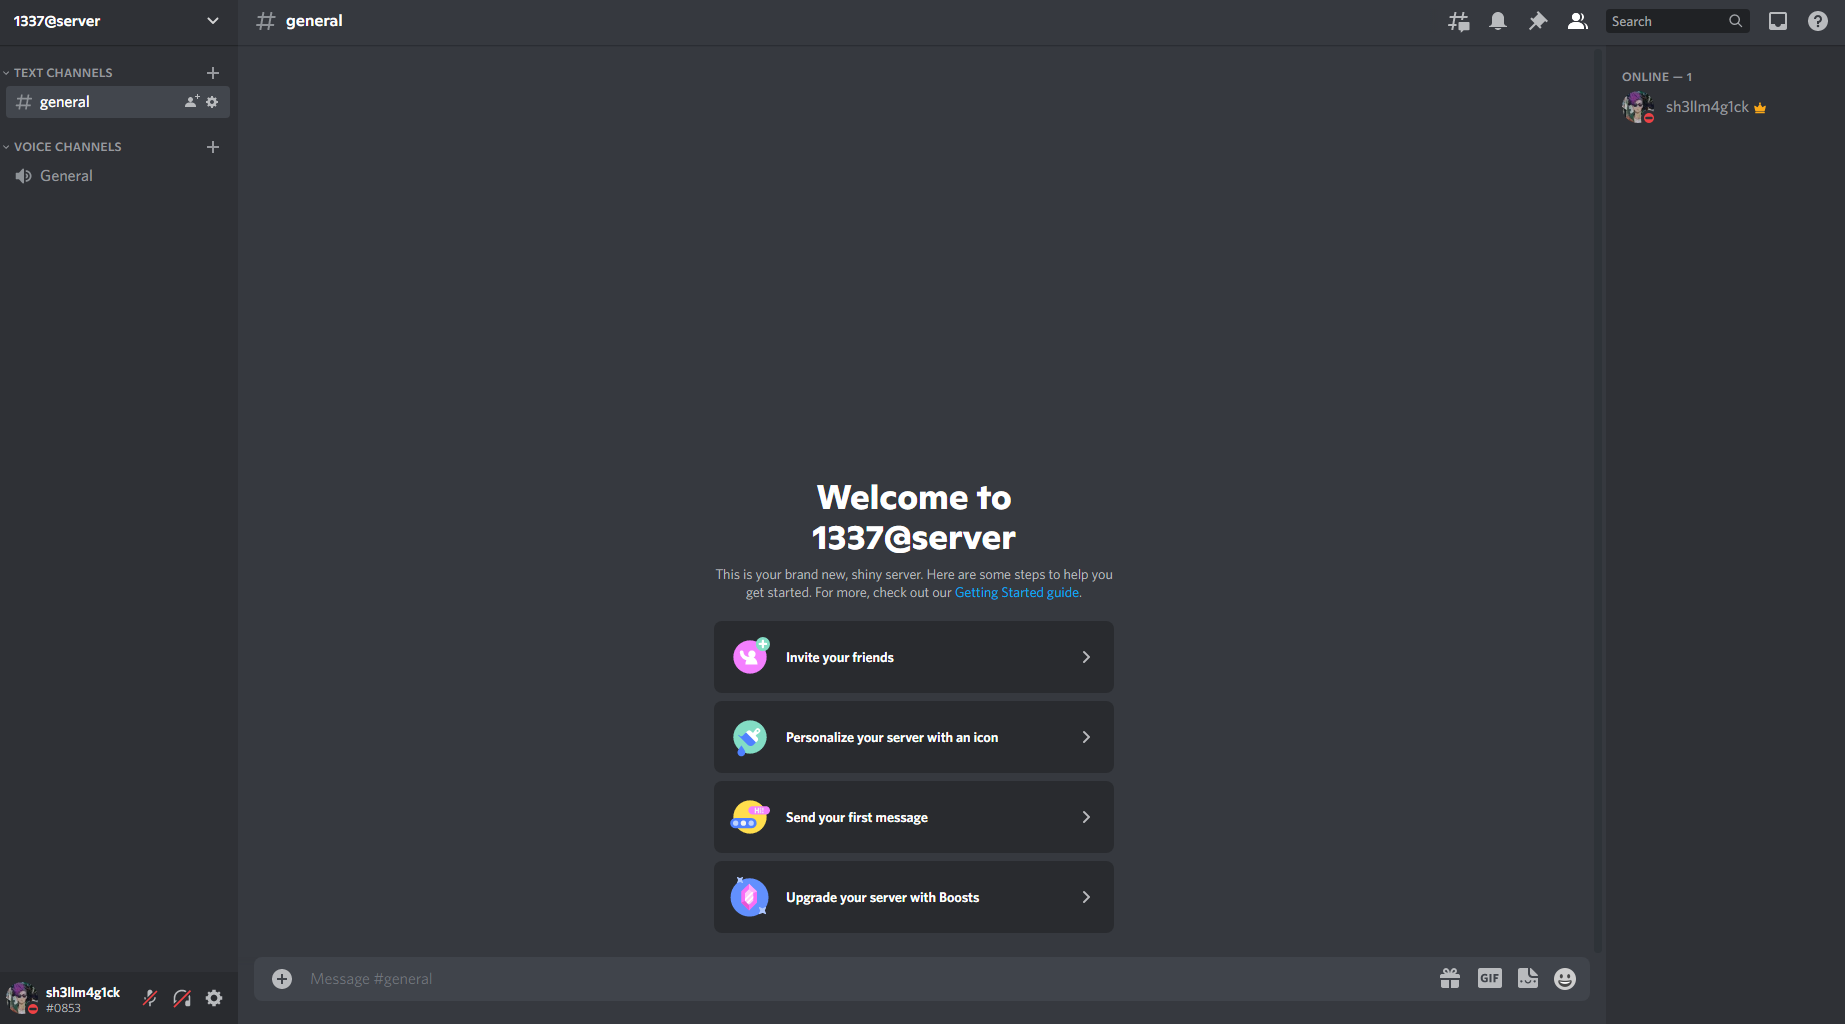 1337@server
general
Search
TEXT CHANNELS
general
VOICE CHANNELS
General
ONLINE — 1
sh3llm4g1ck
Welcome to
1337@server
This is your brand new, shiny server. Here are some steps to help you
get started. For more, check out our Getting Started guide.
Invite your friends
Personalize your server with an icon
Hi!
Send your first message
Upgrade your server with Boosts
Message #general
GIF
sh3llm4g1ck
#0853